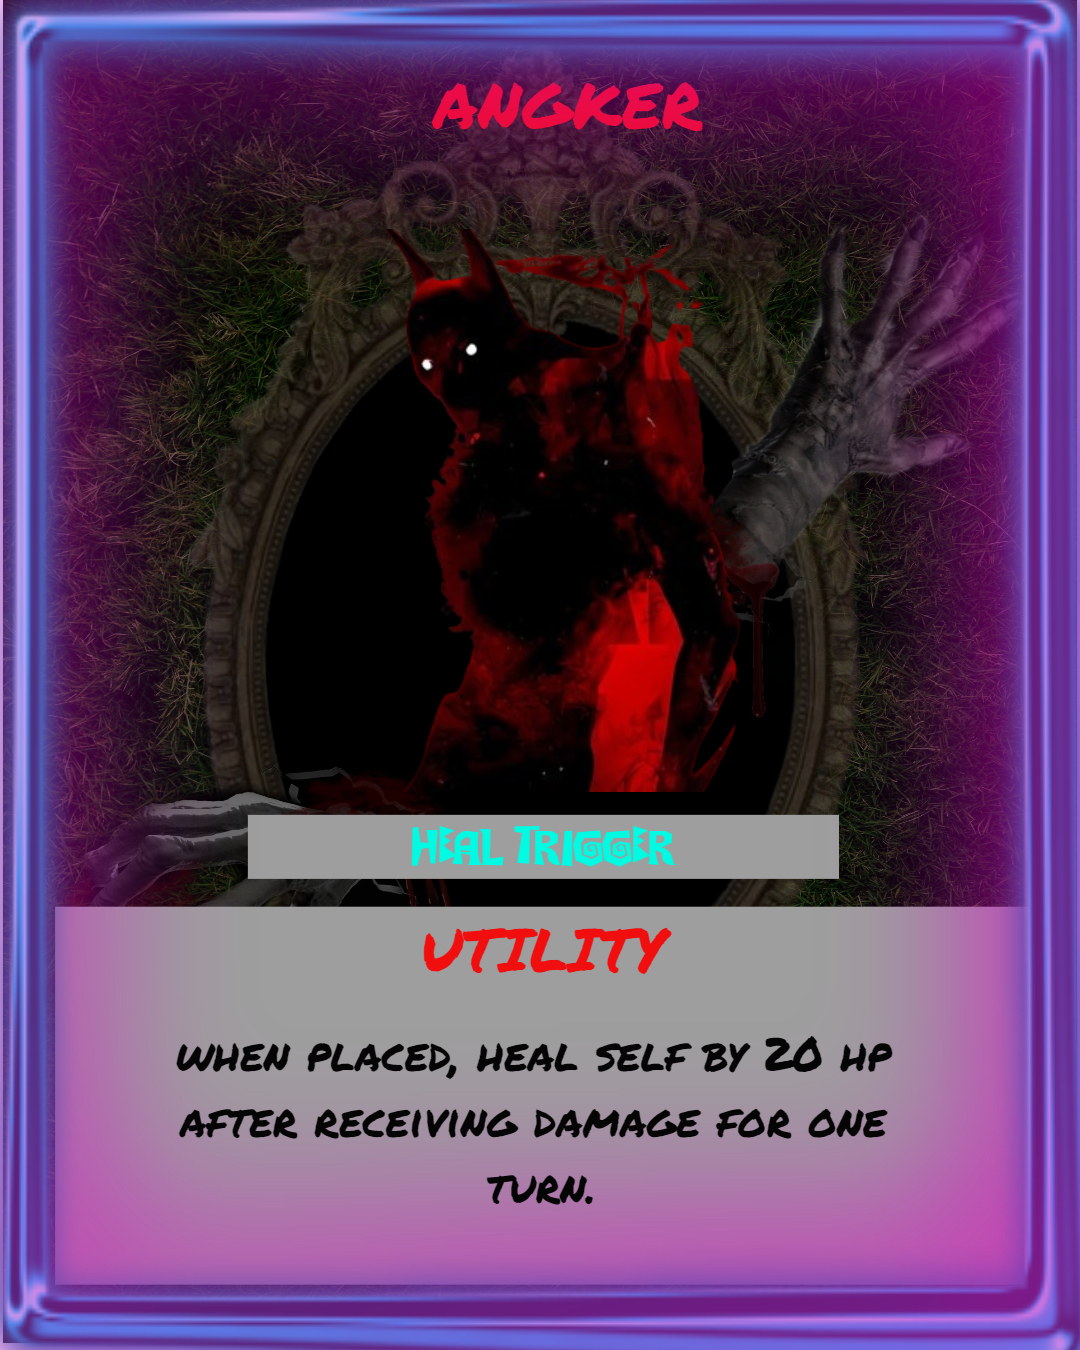 ANGKER
HEAL TRIGGER
UTILITY
WHEN PLACED, HEAL SELF BY 20 HP
AFTER RECEIVING DAMAGE FOR ONE
TURN.